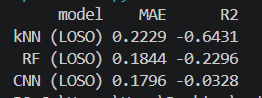 model MAE R2
kNN (LOSO) 0.2229 -0.6431
RF (LOSO) 0.1844 -0.2296
CNN (LOSO) 0.1796 -0.0328